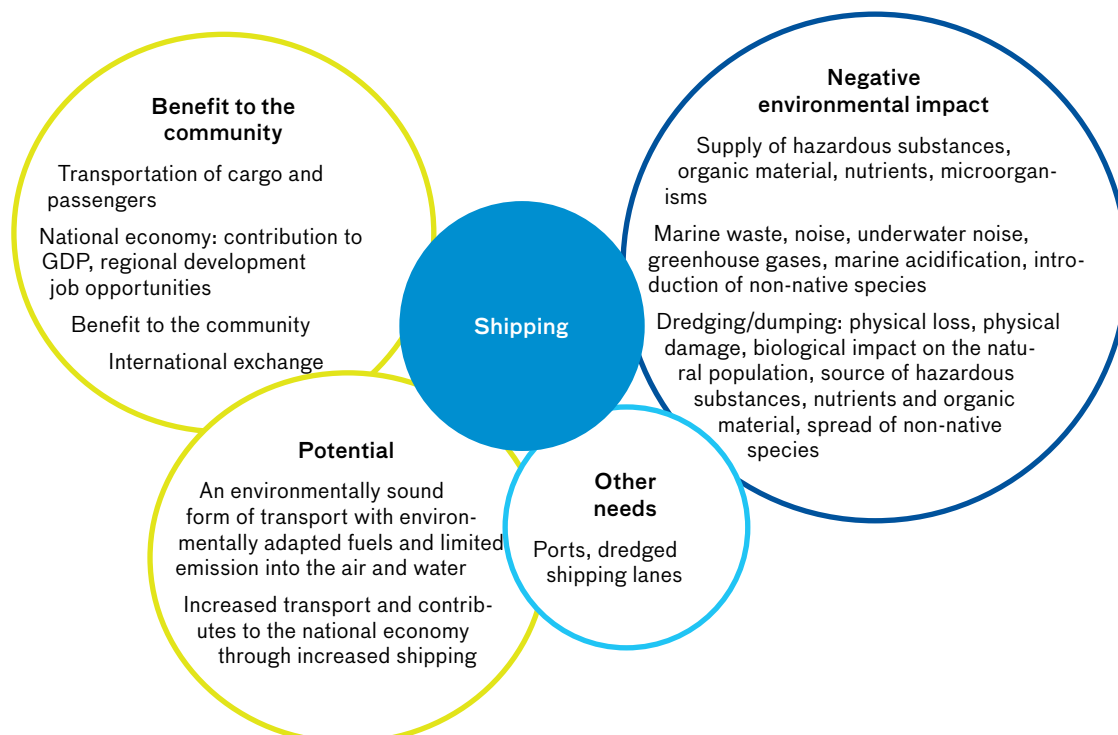 Benefit to the
community
Transportation of cargo and
passengers
National economy: contribution to
GDP, regional development
job opportunities
Benefit to the community
International exchange
Negative
environmental impact
Supply of hazardous substances,
organic material, nutrients, microorgan-
isms
Marine waste, noise, underwater noise,
greenhouse gases, marine acidification, intro-
duction of non-native species
Dredging/dumping: physical loss, physical
damage, biological impact on the natu-
ral population, source of hazardous
substances, nutrients and organic
material, spread of non-native
species
Shipping
Potential
An environmentally sound
form of transport with environ-
mentally adapted fuels and limited
emission into the air and water
Increased transport and contrib-
utes to the national economy
through increased shipping
Other
needs
Ports, dredged
shipping lanes